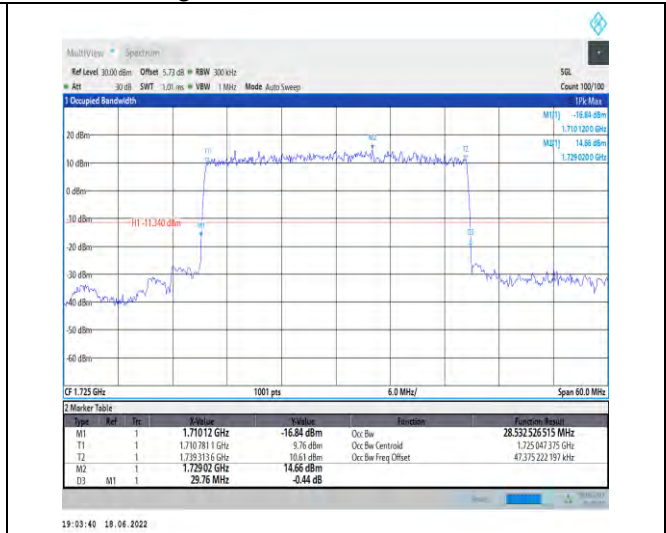 MultiView Spectrum
Ref Level 30.00 dBm Offset 5.73 dB RBW 300 kHz SGL
Att 30 dB SWT 1.01 ms VBW 1 MHz Mode Auto Sweep Count 100/100
1 Occupied Bandwidth 1Pk Max
M1[1] -16.84 dBm
1.710 120 0 GHz
M2[1] 14.66 dBm
1.729 020 0 GHz
20 dBm
10 dBm
0 dBm
-10 dBm
H1 -11.340 dBm
-20 dBm
-30 dBm
-40 dBm
-50 dBm
-60 dBm
T1
M2
T2
M1
D3
CF 1.725 GHz 1001 pts 6.0 MHz/ Span 60.0 MHz
2 Marker Table
Type Ref Trc X-Value Y-Value Function Function Result
M1 1 1.71012 GHz -16.84 dBm Occ Bw 28.532 526 515 MHz
T1 1 1.710 781 1 GHz 9.76 dBm Occ Bw Centroid 1.725 047 375 GHz
T2 1 1.739 313 6 GHz 10.61 dBm Occ Bw Freq Offset 47.375 222 197 kHz
M2 1 1.72902 GHz 14.66 dBm
D3 M1 1 29.76 MHz -0.44 dB
19:03:40 18.06.2022